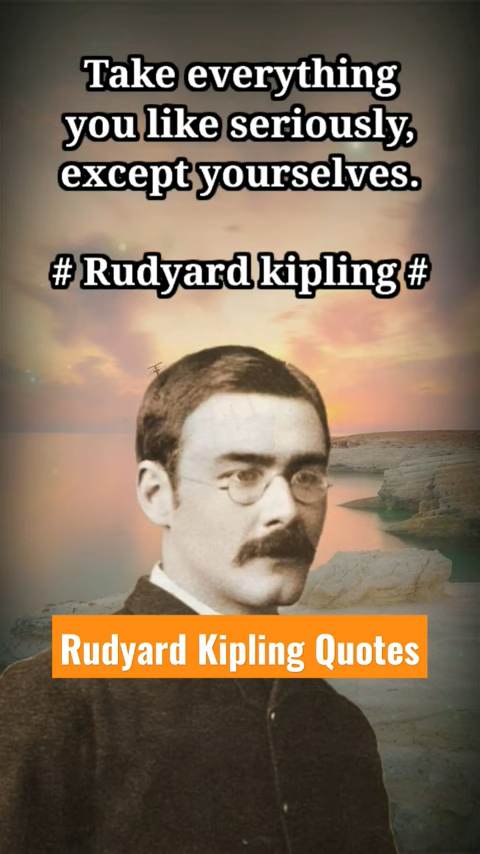 Take everything
you like seriously,
except yourselves.
# Rudyard kipling #
Rudyard Kipling Quotes